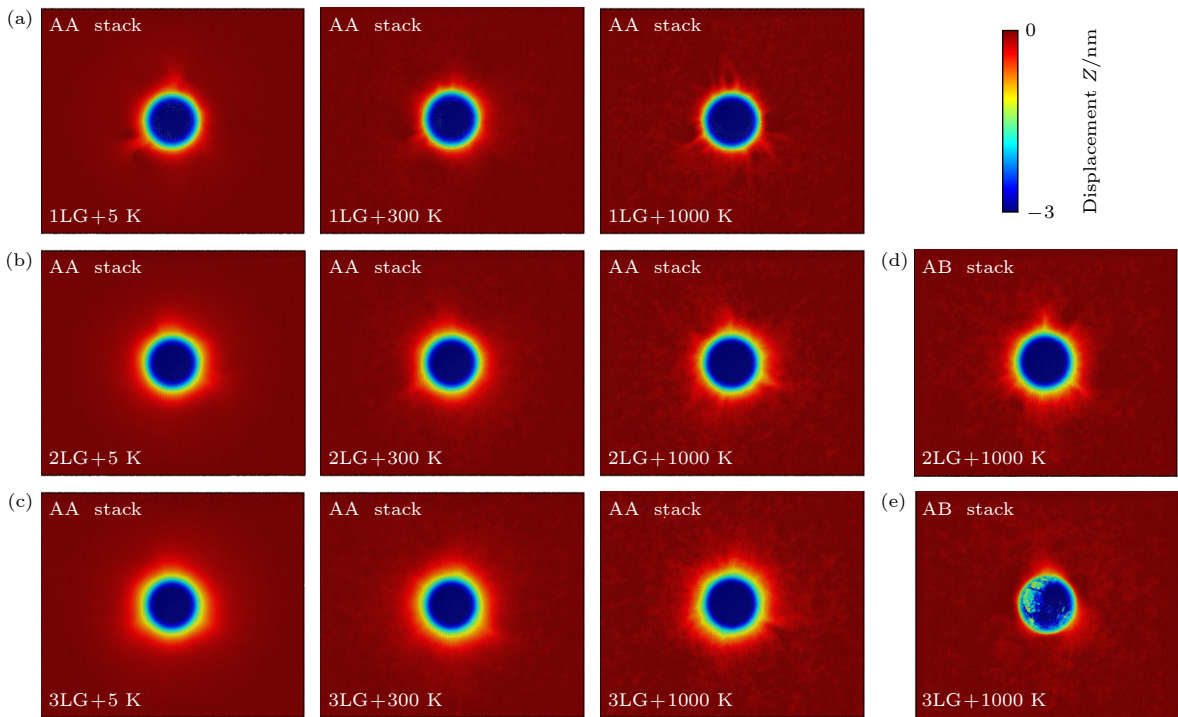 (a)
AA stack
1LG+5 K
AA stack
1LG+300 K
AA stack
1LG+1000 K
0
−3
Displacement Z/nm
(b)
AA stack
2LG+5 K
AA stack
2LG+300 K
AA stack
2LG+1000 K
(d)
AB stack
2LG+1000 K
(c)
AA stack
3LG+5 K
AA stack
3LG+300 K
AA stack
3LG+1000 K
(e)
AB stack
3LG+1000 K